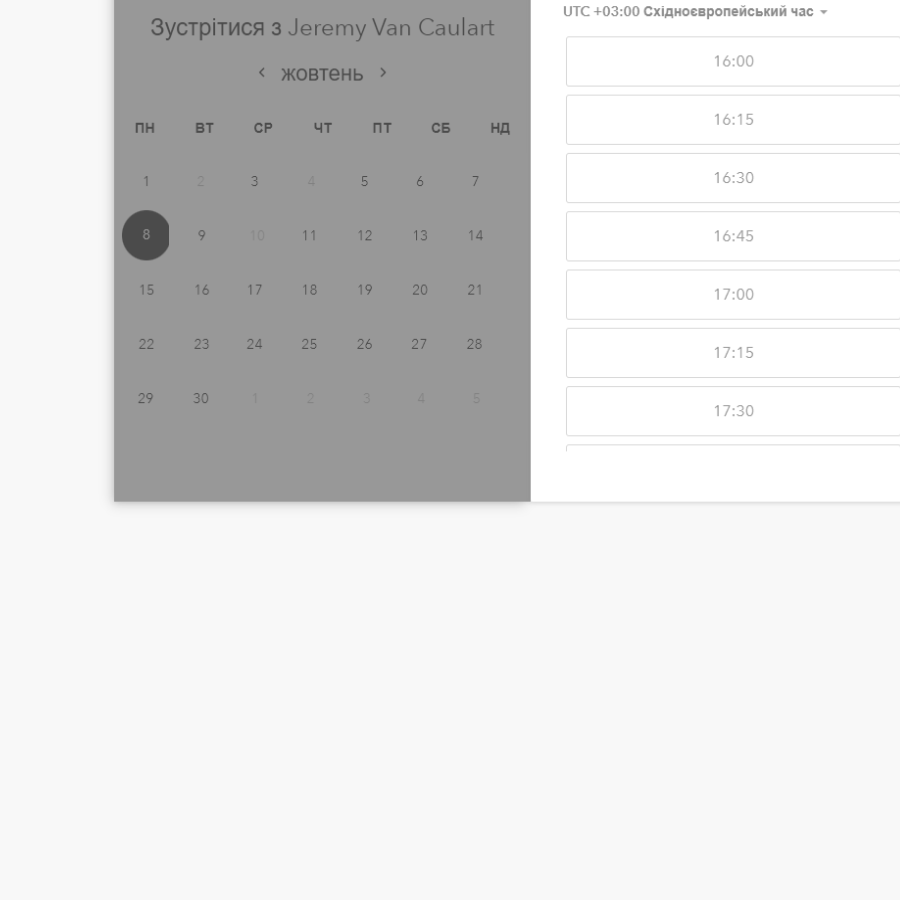 Зустрітися з Jeremy Van Caulart
жовтень
ПН ВТ СР ЧТ ПТ СБ НД
1 2 3 4 5 6 7
8 9 10 11 12 13 14
15 16 17 18 19 20 21
22 23 24 25 26 27 28
29 30 1 2 3 4 5
UTC +03:00 Східноєвропейський час
16:00
16:15
16:30
16:45
17:00
17:15
17:30